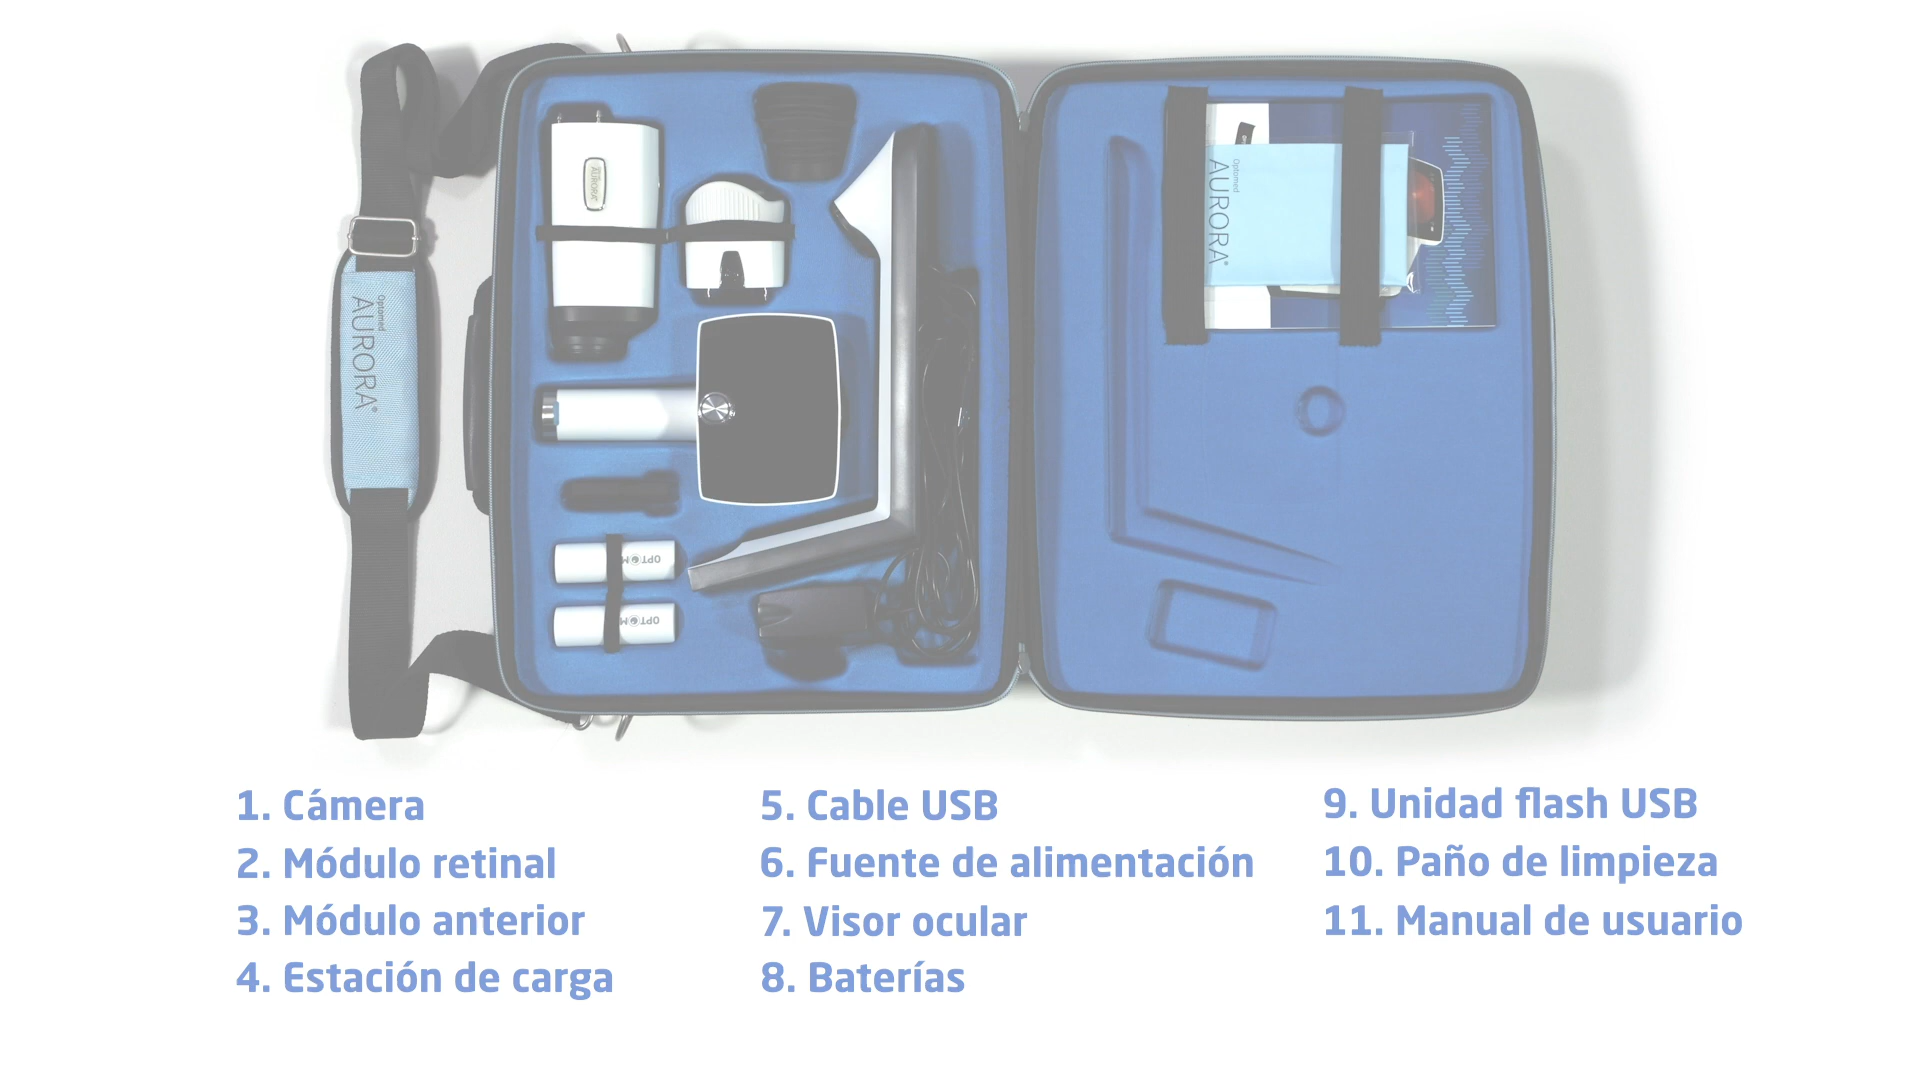 Optomed
AURORA®
AURORA
OPTOM
OPTOM
Optomed
AURORA®
1. Cámera
2. Módulo retinal
3. Módulo anterior
4. Estación de carga
5. Cable USB
6. Fuente de alimentación
7. Visor ocular
8. Baterías
9. Unidad flash USB
10. Paño de limpieza
11. Manual de usuario